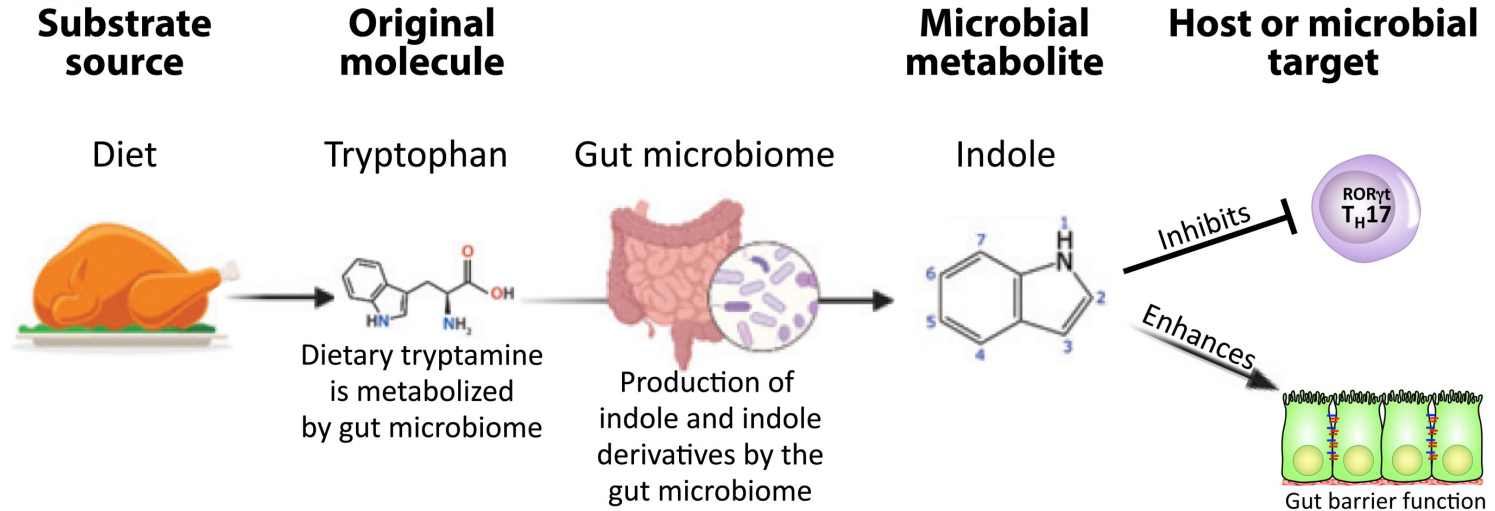 Substrate
source
Original
molecule
Microbial
metabolite
Host or microbial
target
Diet
Tryptophan
Gut microbiome
Indole
O
OH
HN
NH2
Dietary tryptamine
is metabolized
by gut microbiome
Production of
indole and indole
derivatives by the
gut microbiome
1
H
N
7
6
2
5
3
4
Inhibits
RORγt
TH17
Enhances
Gut barrier function